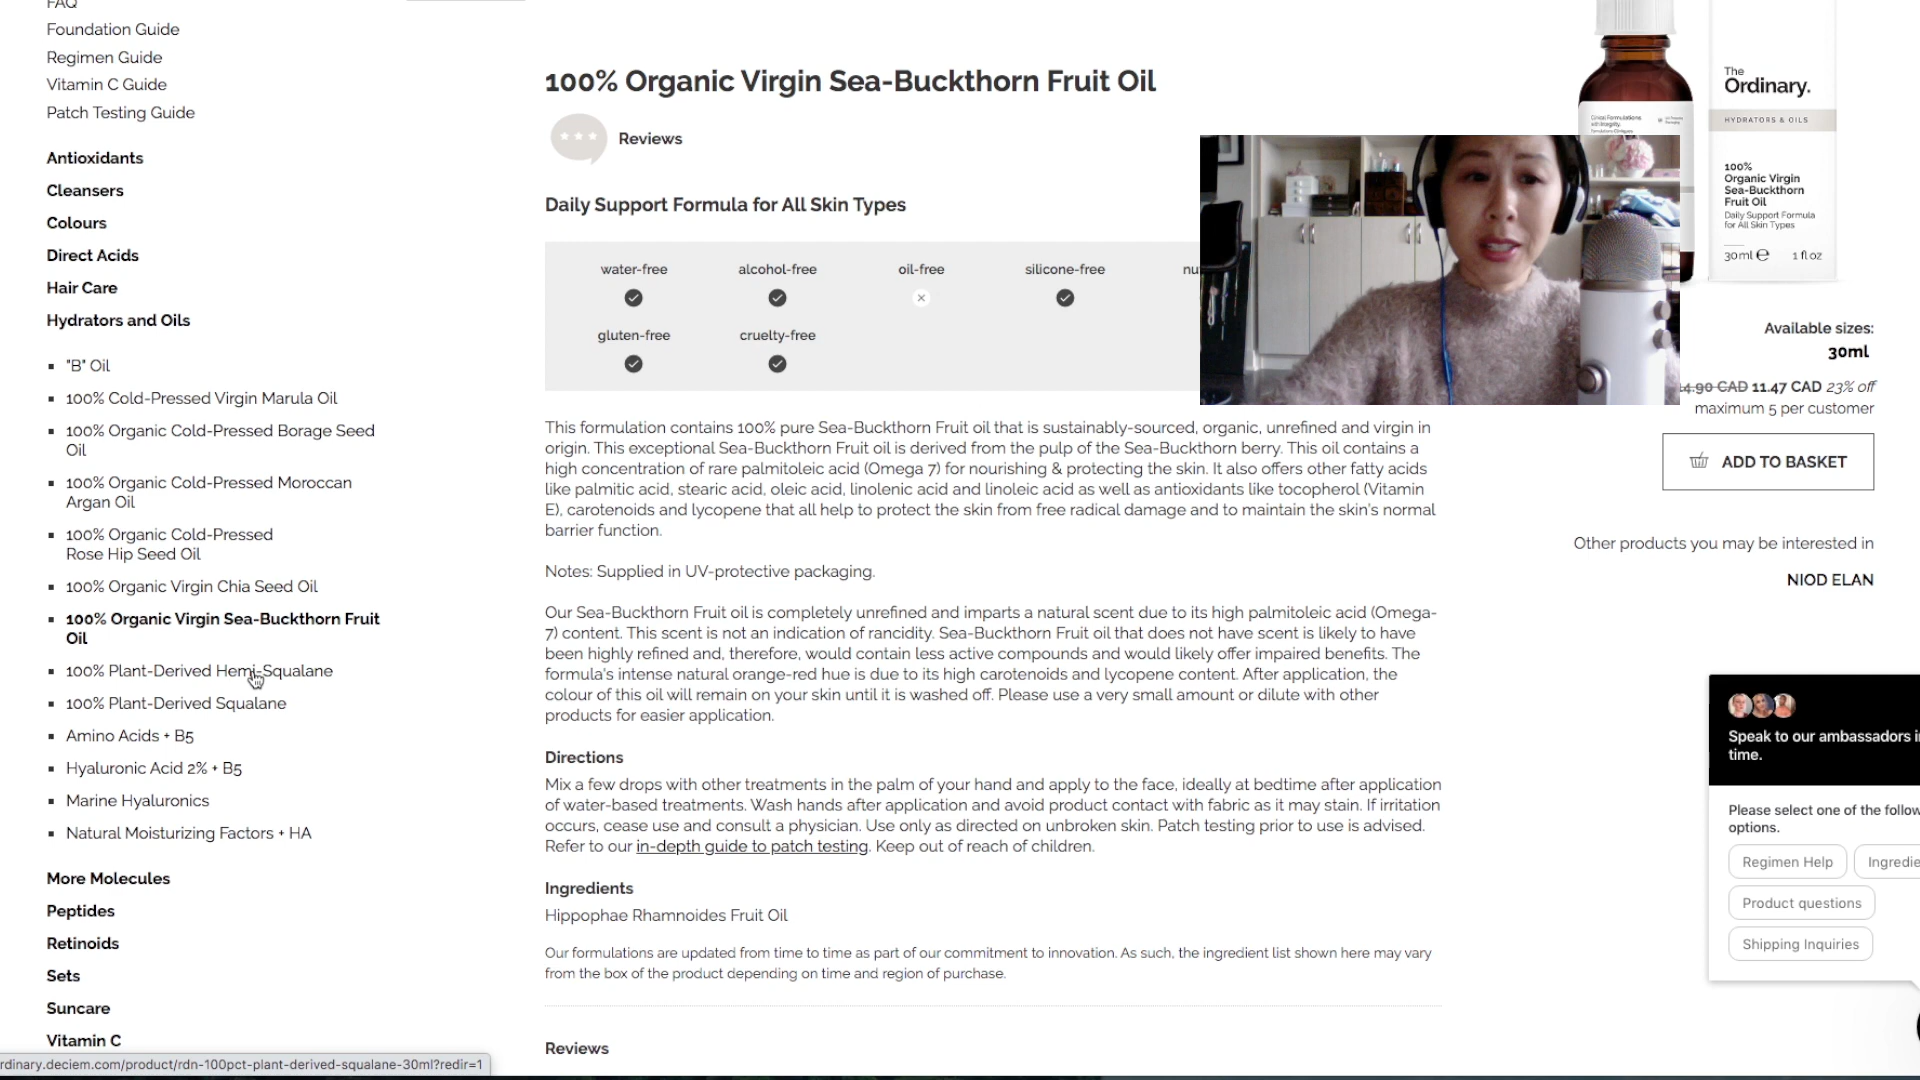 FAQ
Foundation Guide
Regimen Guide
Vitamin C Guide
Patch Testing Guide
Antioxidants
Cleansers
Colours
Direct Acids
Hair Care
Hydrators and Oils
"B" Oil
100% Cold-Pressed Virgin Marula Oil
100% Organic Cold-Pressed Borage Seed
Oil
100% Organic Cold-Pressed Moroccan
Argan Oil
100% Organic Cold-Pressed
Rose Hip Seed Oil
100% Organic Virgin Chia Seed Oil
100% Organic Virgin Sea-Buckthorn Fruit
Oil
100% Plant-Derived Hemi-Squalane
100% Plant-Derived Squalane
Amino Acids + B5
Hyaluronic Acid 2% + B5
Marine Hyaluronics
Natural Moisturizing Factors + HA
More Molecules
Peptides
Retinoids
Sets
Suncare
Vitamin C
rdinary.deciem.com/product/rdn-100pct-plant-derived-squalane-30ml?redir=1
100% Organic Virgin Sea-Buckthorn Fruit Oil
Reviews
Daily Support Formula for All Skin Types
water-free alcohol-free oil-free silicone-free nu
gluten-free cruelty-free
This formulation contains 100% pure Sea-Buckthorn Fruit oil that is sustainably-sourced, organic, unrefined and virgin in
origin. This exceptional Sea-Buckthorn Fruit oil is derived from the pulp of the Sea-Buckthorn berry. This oil contains a
high concentration of rare palmitoleic acid (Omega 7) for nourishing & protecting the skin. It also offers other fatty acids
like palmitic acid, stearic acid, oleic acid, linolenic acid and linoleic acid as well as antioxidants like tocopherol (Vitamin
E), carotenoids and lycopene that all help to protect the skin from free radical damage and to maintain the skin's normal
barrier function.
Notes: Supplied in UV-protective packaging.
Our Sea-Buckthorn Fruit oil is completely unrefined and imparts a natural scent due to its high palmitoleic acid (Omega-
7) content. This scent is not an indication of rancidity. Sea-Buckthorn Fruit oil that does not have scent is likely to have
been highly refined and, therefore, would contain less active compounds and would likely offer impaired benefits. The
formula's intense natural orange-red hue is due to its high carotenoids and lycopene content. After application, the
colour of this oil will remain on your skin until it is washed off. Please use a very small amount or dilute with other
products for easier application.
Directions
Mix a few drops with other treatments in the palm of your hand and apply to the face, ideally at bedtime after application
of water-based treatments. Wash hands after application and avoid product contact with fabric as it may stain. If irritation
occurs, cease use and consult a physician. Use only as directed on unbroken skin. Patch testing prior to use is advised.
Refer to our in-depth guide to patch testing. Keep out of reach of children.
Ingredients
Hippophae Rhamnoides Fruit Oil
Our formulations are updated from time to time as part of our commitment to innovation. As such, the ingredient list shown here may vary
from the box of the product depending on time and region of purchase.
Reviews
Clinical Formulations
with Integrity.
The
Ordinary.
HYDRATORS & OILS
100%
Organic Virgin
Sea-Buckthorn
Fruit Oil
Daily Support Formula
for All Skin Types
30 ml e 1 fl oz
Available sizes:
30ml
4.90 CAD 11.47 CAD 23% off
maximum 5 per customer
ADD TO BASKET
Other products you may be interested in
NIOD ELAN
Speak to our ambassadors i
time.
Please select one of the follow
options.
Regimen Help Ingredie
Product questions
Shipping Inquiries